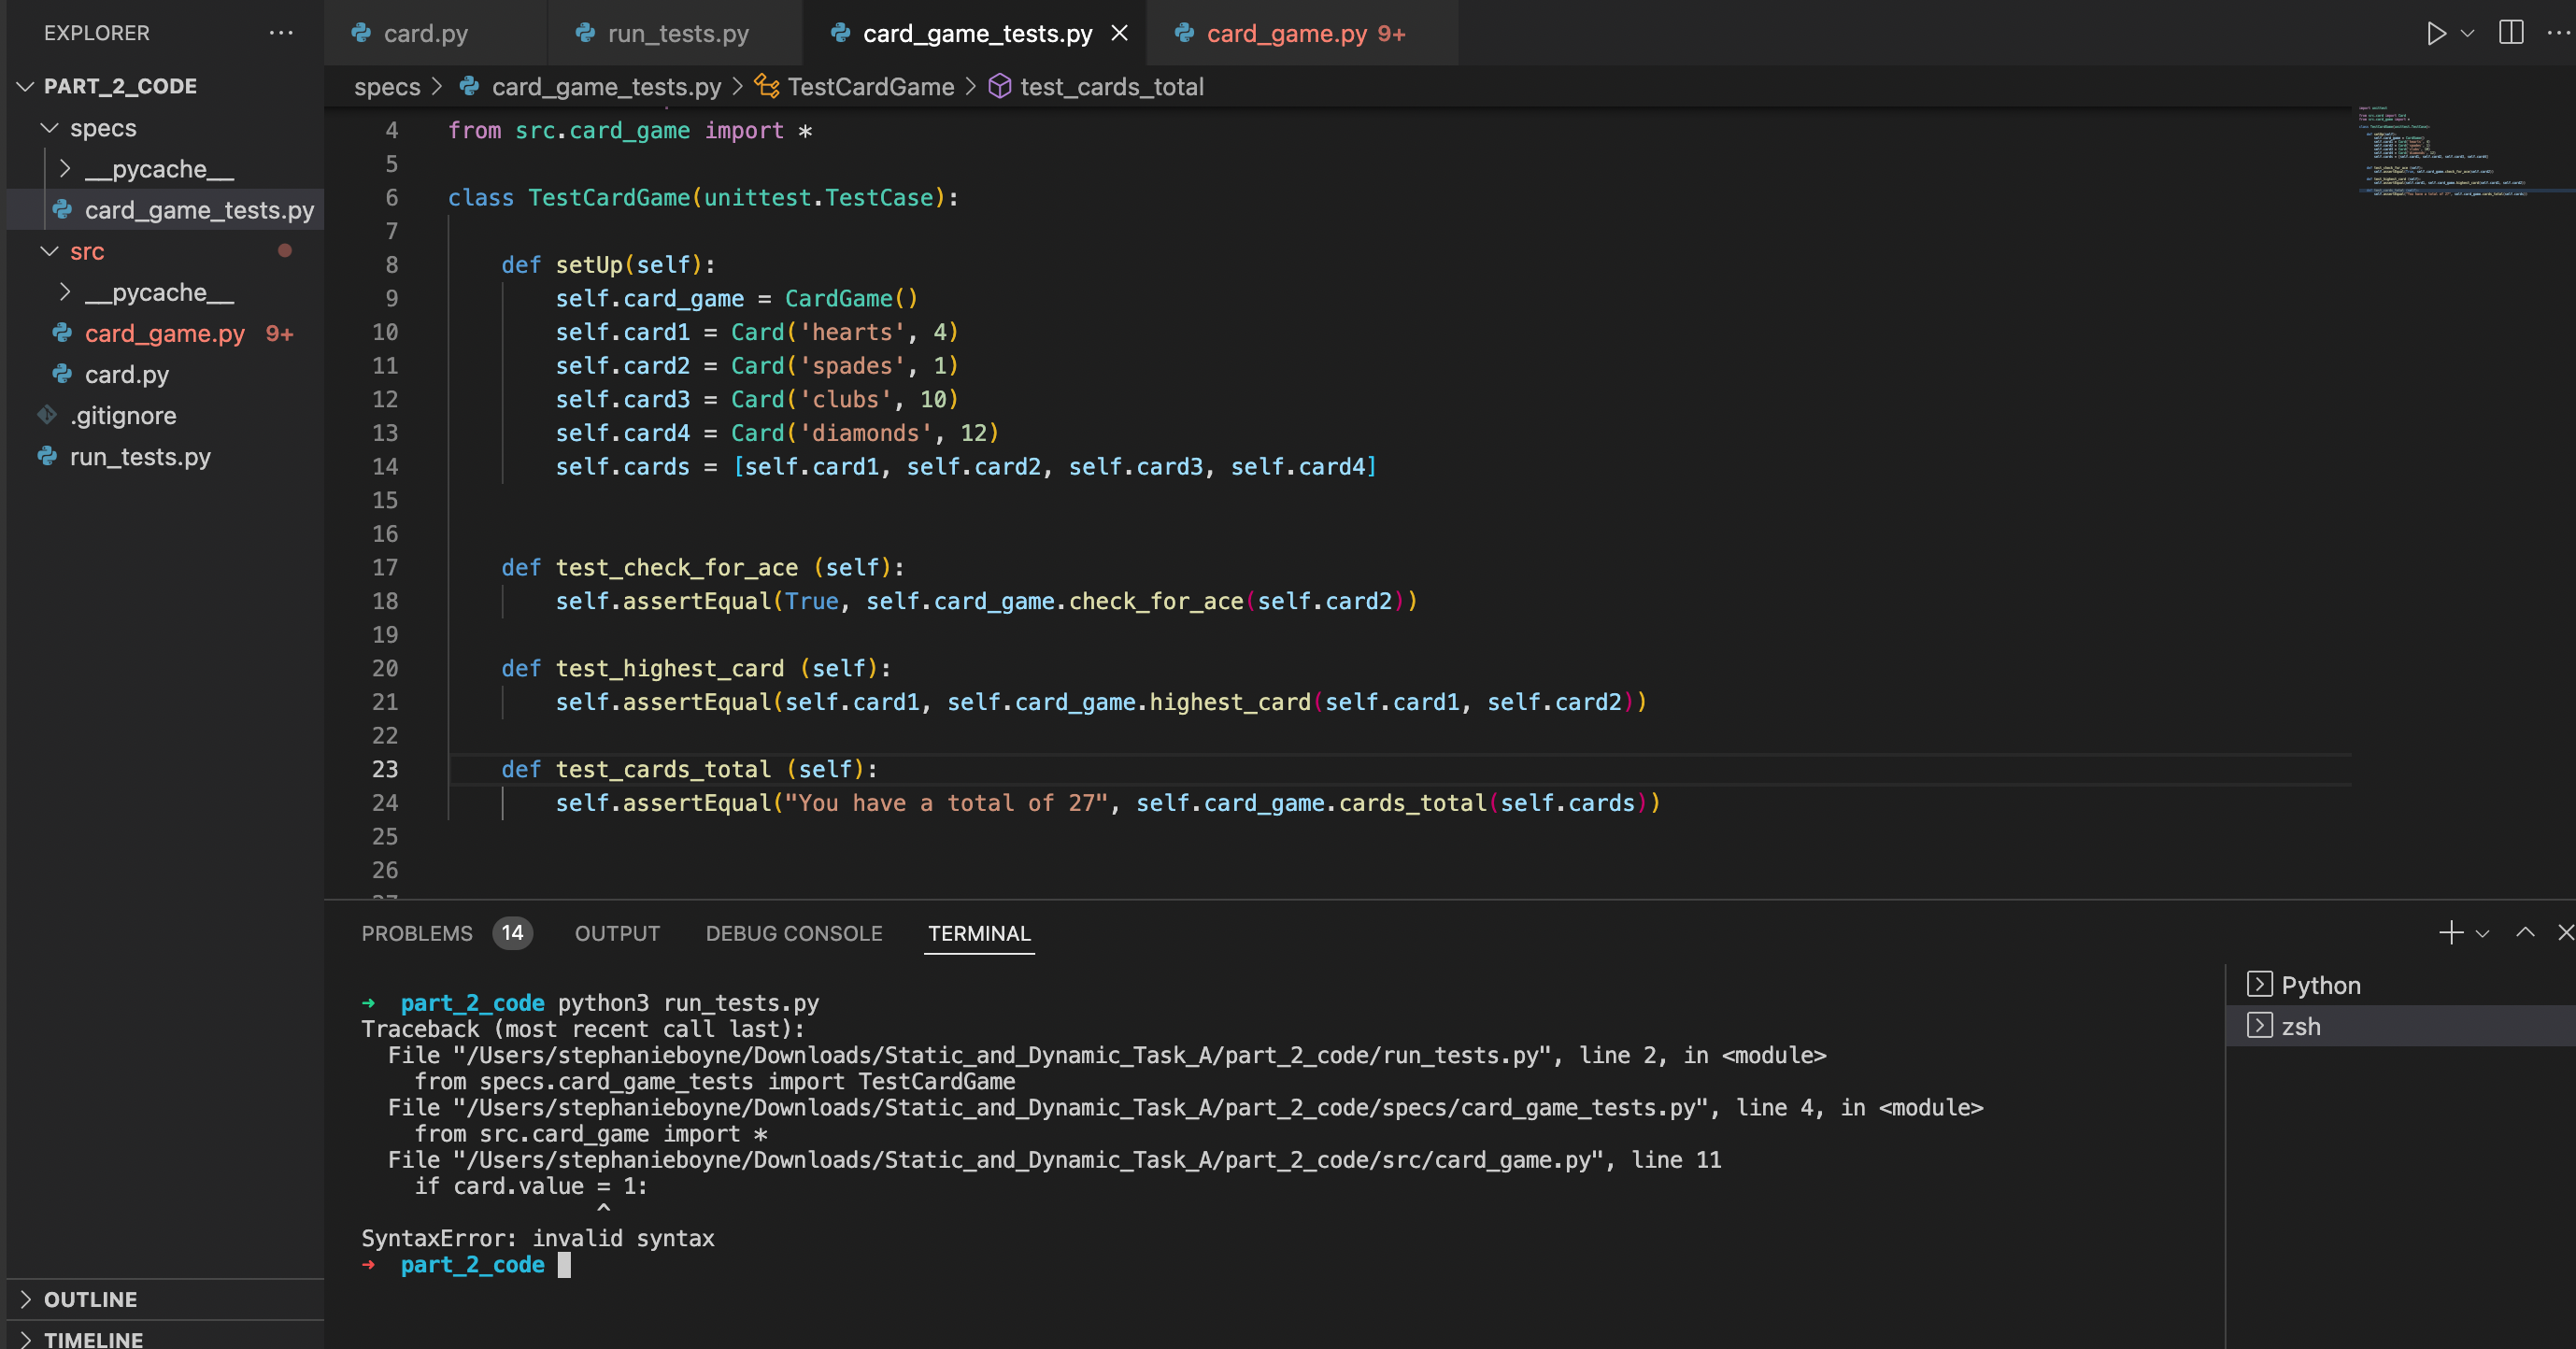 EXPLORER
PART_2_CODE
specs
__pycache__
card_game_tests.py
src
__pycache__
card_game.py 9+
card.py
.gitignore
run_tests.py
OUTLINE
TIMELINE
card.py run_tests.py card_game_tests.py card_game.py 9+
specs > card_game_tests.py > TestCardGame > test_cards_total
4 from src.card_game import *
5
6 class TestCardGame(unittest.TestCase):
7
8 def setUp(self):
9 self.card_game = CardGame()
10 self.card1 = Card('hearts', 4)
11 self.card2 = Card('spades', 1)
12 self.card3 = Card('clubs', 10)
13 self.card4 = Card('diamonds', 12)
14 self.cards = [self.card1, self.card2, self.card3, self.card4]
15
16
17 def test_check_for_ace (self):
18 self.assertEqual(True, self.card_game.check_for_ace(self.card2))
19
20 def test_highest_card (self):
21 self.assertEqual(self.card1, self.card_game.highest_card(self.card1, self.card2))
22
23 def test_cards_total (self):
24 self.assertEqual("You have a total of 27", self.card_game.cards_total(self.cards))
25
26
PROBLEMS 14 OUTPUT DEBUG CONSOLE TERMINAL
➜ part_2_code python3 run_tests.py
Traceback (most recent call last):
File "/Users/stephanieboyne/Downloads/Static_and_Dynamic_Task_A/part_2_code/run_tests.py", line 2, in <module>
from specs.card_game_tests import TestCardGame
File "/Users/stephanieboyne/Downloads/Static_and_Dynamic_Task_A/part_2_code/specs/card_game_tests.py", line 4, in <module>
from src.card_game import *
File "/Users/stephanieboyne/Downloads/Static_and_Dynamic_Task_A/part_2_code/src/card_game.py", line 11
if card.value = 1:
^
SyntaxError: invalid syntax
➜ part_2_code
Python
zsh